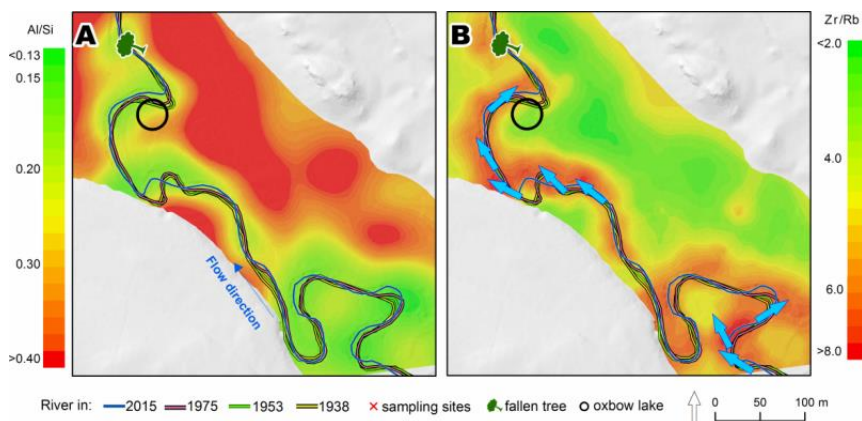 Al/Si
<0.13
0.15
0.20
0.30
>0.40
A
Flow direction
B
Zr/Rb
<2.0
4.0
6.0
>8.0
River in: 2015 1975 1953 1938 sampling sites fallen tree oxbow lake
0 50 100 m